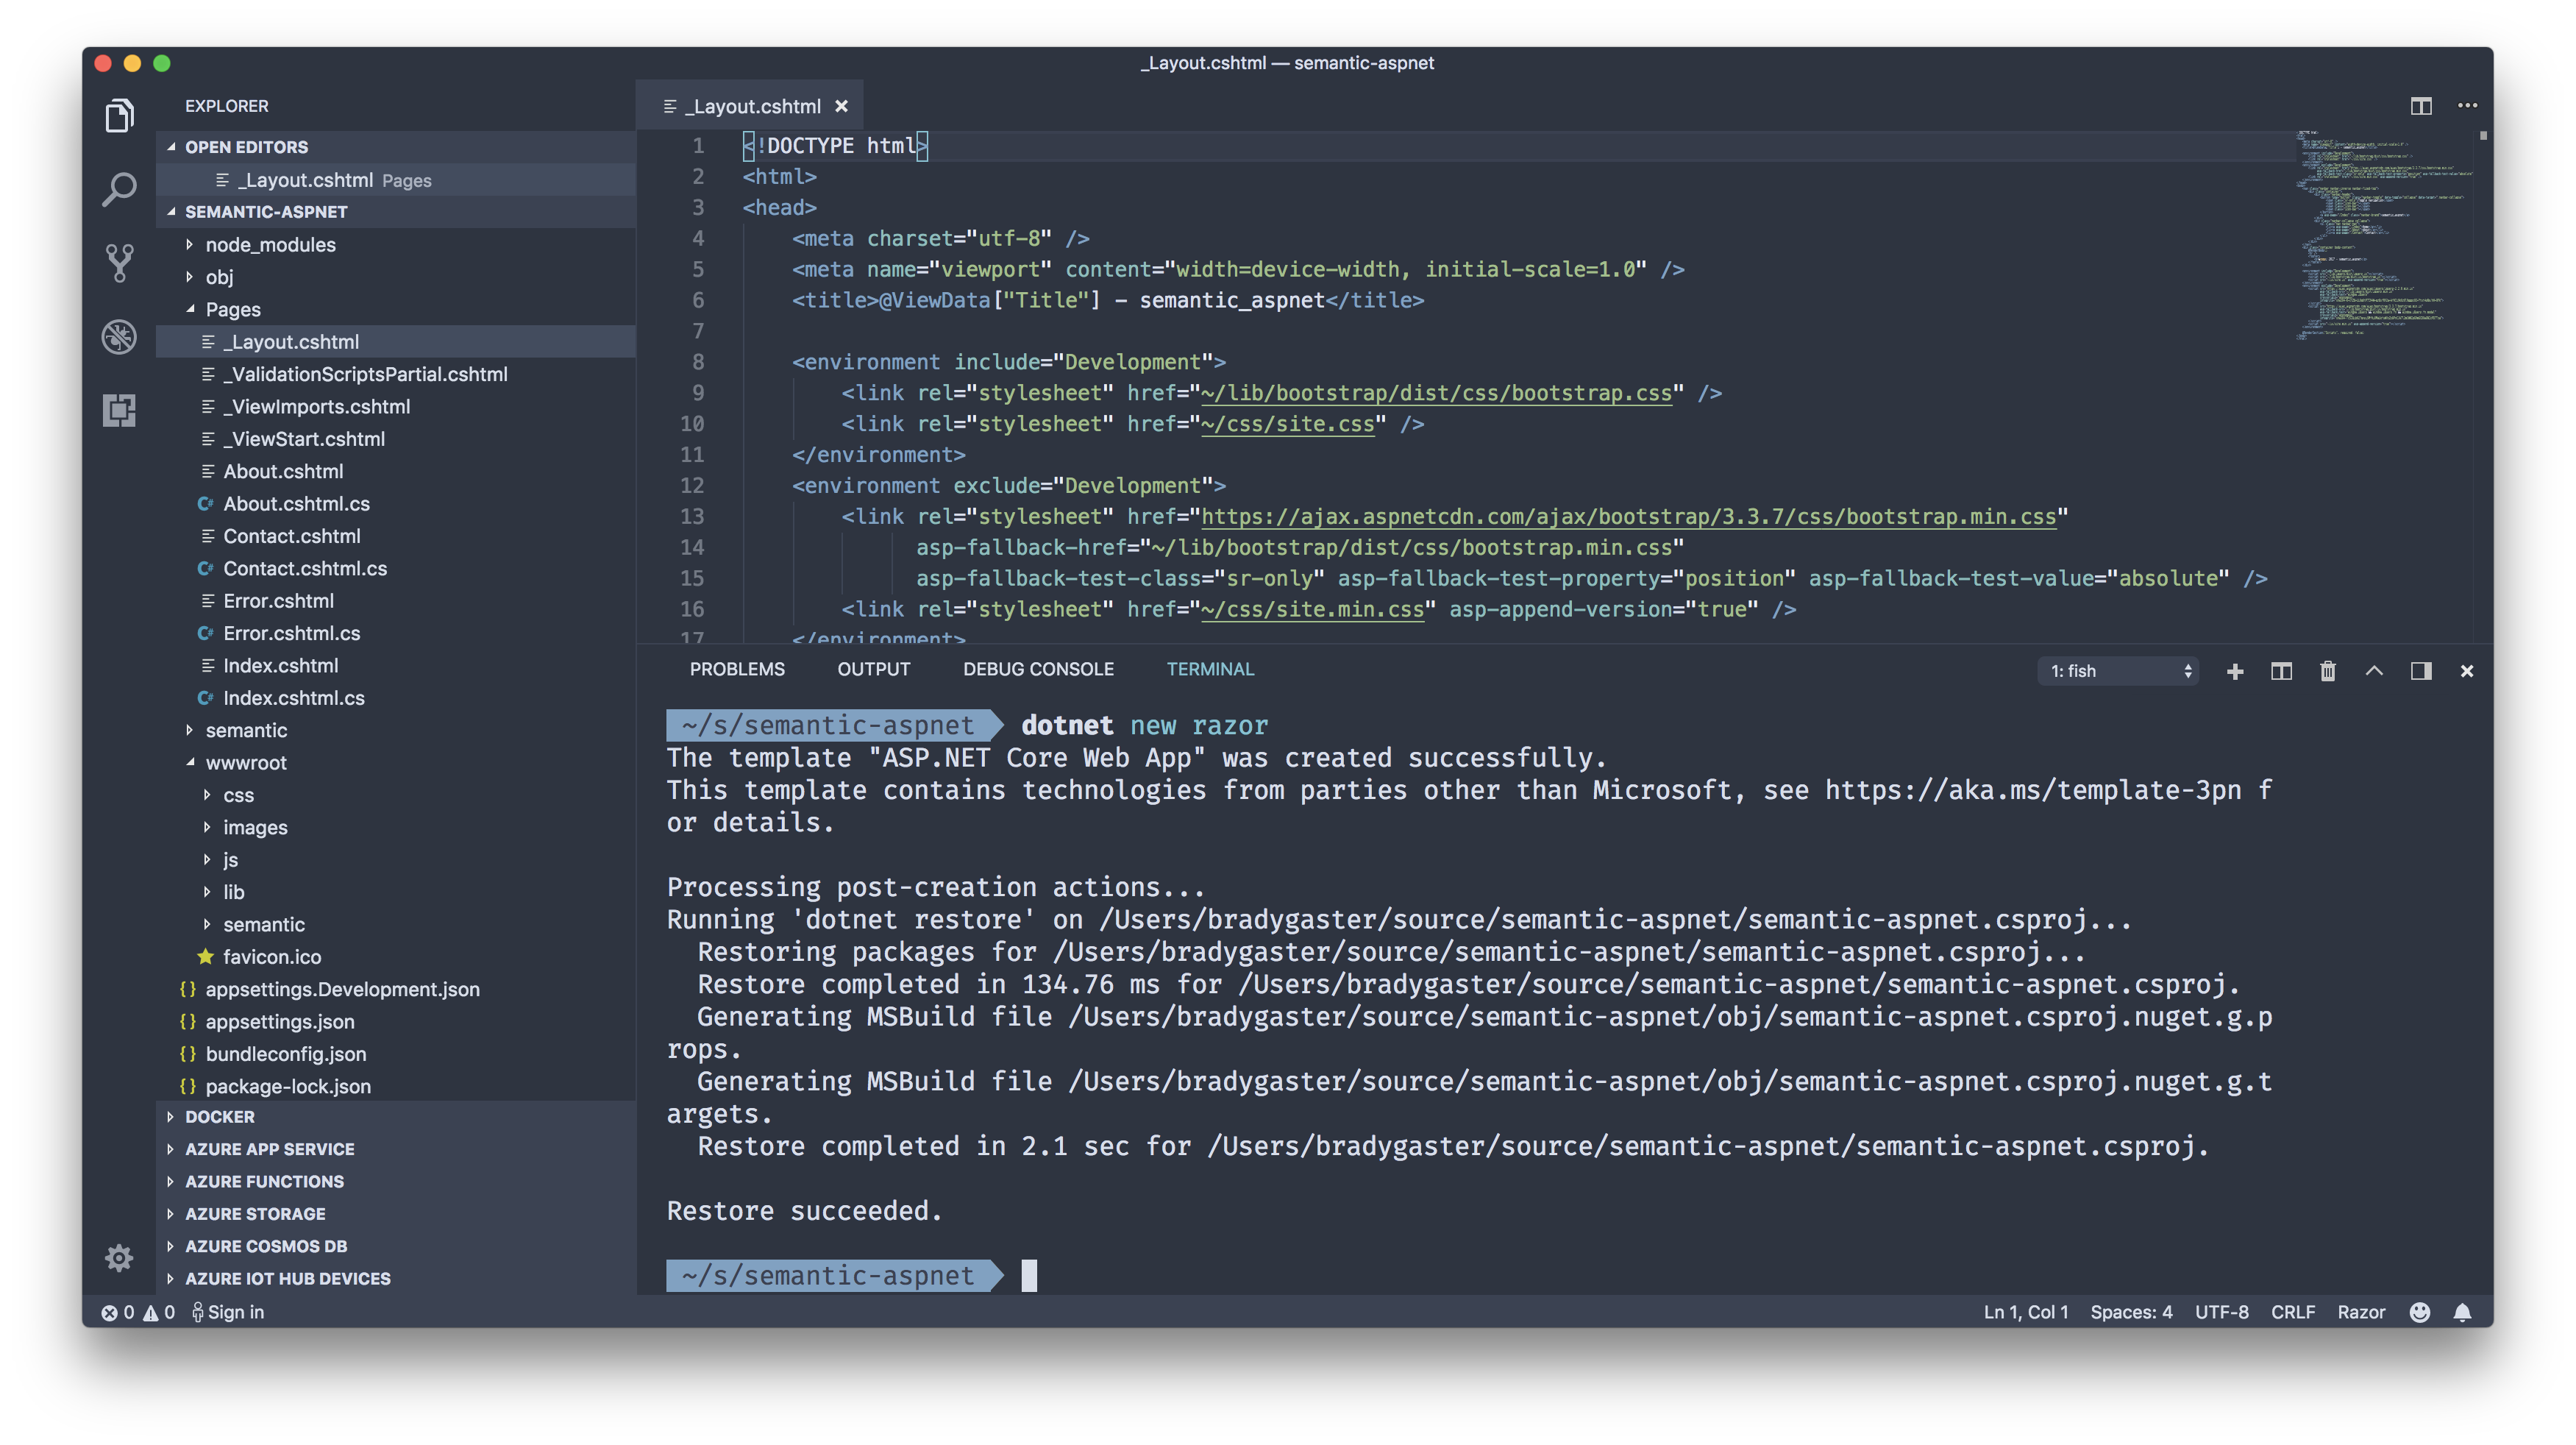 _Layout.cshtml — semantic-aspnet
EXPLORER
OPEN EDITORS
_Layout.cshtml Pages
SEMANTIC-ASPNET
node_modules
obj
Pages
_Layout.cshtml
_ValidationScriptsPartial.cshtml
_ViewImports.cshtml
_ViewStart.cshtml
About.cshtml
C# About.cshtml.cs
Contact.cshtml
C# Contact.cshtml.cs
Error.cshtml
C# Error.cshtml.cs
Index.cshtml
C# Index.cshtml.cs
semantic
wwwroot
css
images
js
lib
semantic
favicon.ico
{} appsettings.Development.json
{} appsettings.json
{} bundleconfig.json
{} package-lock.json
DOCKER
AZURE APP SERVICE
AZURE FUNCTIONS
AZURE STORAGE
AZURE COSMOS DB
AZURE IOT HUB DEVICES
_Layout.cshtml
1 <!DOCTYPE html>
2 <html>
3 <head>
4 <meta charset="utf-8" />
5 <meta name="viewport" content="width=device-width, initial-scale=1.0" />
6 <title>@ViewData["Title"] - semantic_aspnet</title>
7
8 <environment include="Development">
9 <link rel="stylesheet" href="~/lib/bootstrap/dist/css/bootstrap.css" />
10 <link rel="stylesheet" href="~/css/site.css" />
11 </environment>
12 <environment exclude="Development">
13 <link rel="stylesheet" href="https://ajax.aspnetcdn.com/ajax/bootstrap/3.3.7/css/bootstrap.min.css"
14 asp-fallback-href="~/lib/bootstrap/dist/css/bootstrap.min.css"
15 asp-fallback-test-class="sr-only" asp-fallback-test-property="position" asp-fallback-test-value="absolute" />
16 <link rel="stylesheet" href="~/css/site.min.css" asp-append-version="true" />
17 </environment>
PROBLEMS OUTPUT DEBUG CONSOLE TERMINAL 1: fish
~/s/semantic-aspnet dotnet new razor
The template "ASP.NET Core Web App" was created successfully.
This template contains technologies from parties other than Microsoft, see https://aka.ms/template-3pn f
or details.
Processing post-creation actions...
Running 'dotnet restore' on /Users/bradygaster/source/semantic-aspnet/semantic-aspnet.csproj...
Restoring packages for /Users/bradygaster/source/semantic-aspnet/semantic-aspnet.csproj...
Restore completed in 134.76 ms for /Users/bradygaster/source/semantic-aspnet/semantic-aspnet.csproj.
Generating MSBuild file /Users/bradygaster/source/semantic-aspnet/obj/semantic-aspnet.csproj.nuget.g.p
rops.
Generating MSBuild file /Users/bradygaster/source/semantic-aspnet/obj/semantic-aspnet.csproj.nuget.g.t
argets.
Restore completed in 2.1 sec for /Users/bradygaster/source/semantic-aspnet/semantic-aspnet.csproj.
Restore succeeded.
~/s/semantic-aspnet
0 0 Sign in Ln 1, Col 1 Spaces: 4 UTF-8 CRLF Razor